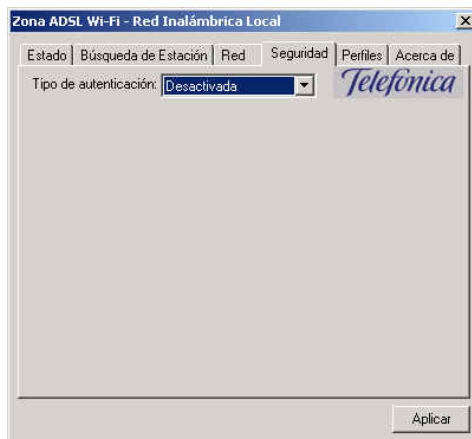 Zona ADSL Wi-Fi - Red Inalámbrica Local
Estado Búsqueda de Estación Red Seguridad Perfiles Acerca de
Tipo de autenticación: Desactivada
Telefónica
Aplicar